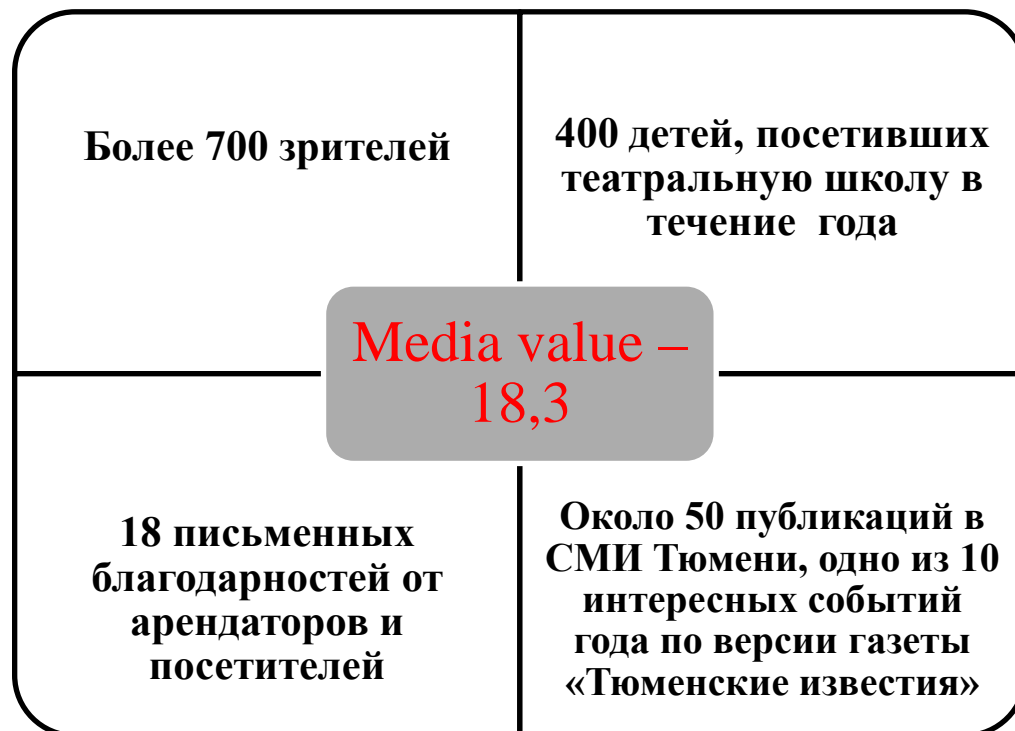 Более 700 зрителей
400 детей, посетивших
театральную школу в
течение года
Media value –
18,3
18 письменных
благодарностей от
арендаторов и
посетителей
Около 50 публикаций в
СМИ Тюмени, одно из 10
интересных событий
года по версии газеты
«Тюменские известия»